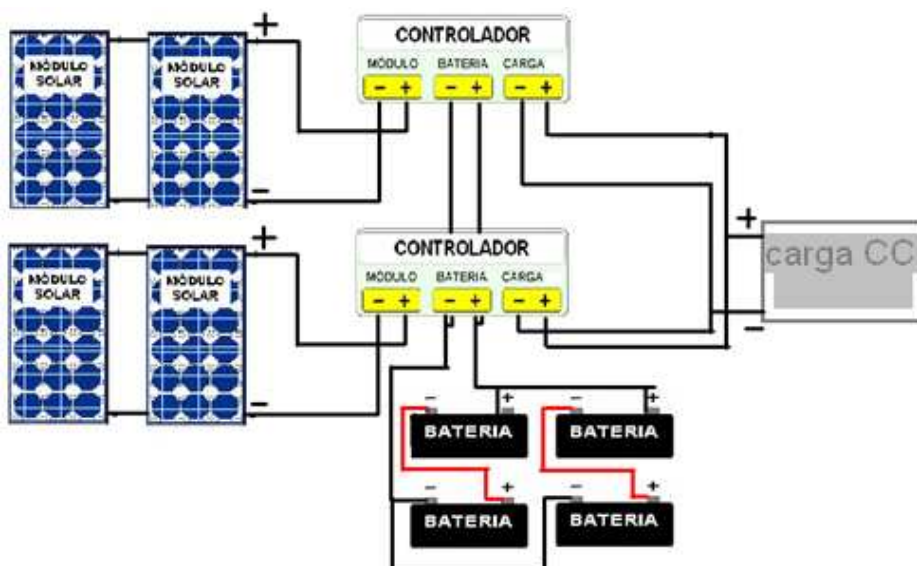 +
CONTROLADOR
MÓDULO BATERIA CARGA
- + - + - +
MÓDULO
SOLAR
MÓDULO
SOLAR
-
+
CONTROLADOR
MÓDULO BATERIA CARGA
- + - + - +
MÓDULO
SOLAR
MÓDULO
SOLAR
-
+
carga CC
-
- + - +
BATERIA BATERIA
- + - +
BATERIA BATERIA